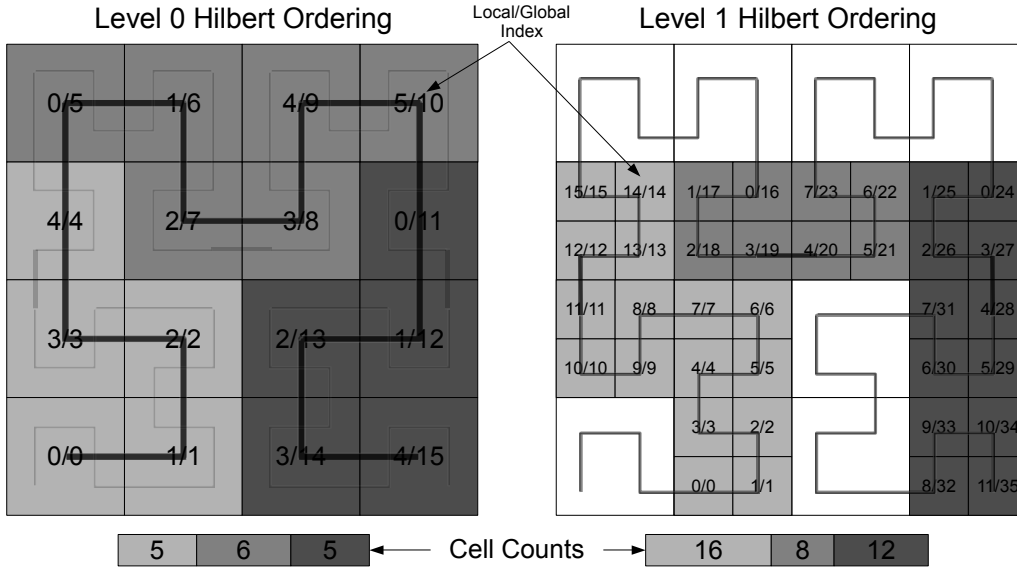 Level 0 Hilbert Ordering
Local/Global
Index
Level 1 Hilbert Ordering
0/5 1/6 4/9 5/10
4/4 2/7 3/8 0/11
3/3 2/2 2/13 1/12
0/0 1/1 3/14 4/15
15/15 14/14 1/17 0/16 7/23 6/22 1/25 0/24
12/12 13/13 2/18 3/19 4/20 5/21 2/26 3/27
11/11 8/8 7/7 6/6 7/31 4/28
10/10 9/9 4/4 5/5 6/30 5/29
3/3 2/2 9/33 10/34
0/0 1/1 8/32 11/35
5 6 5 Cell Counts 16 8 12